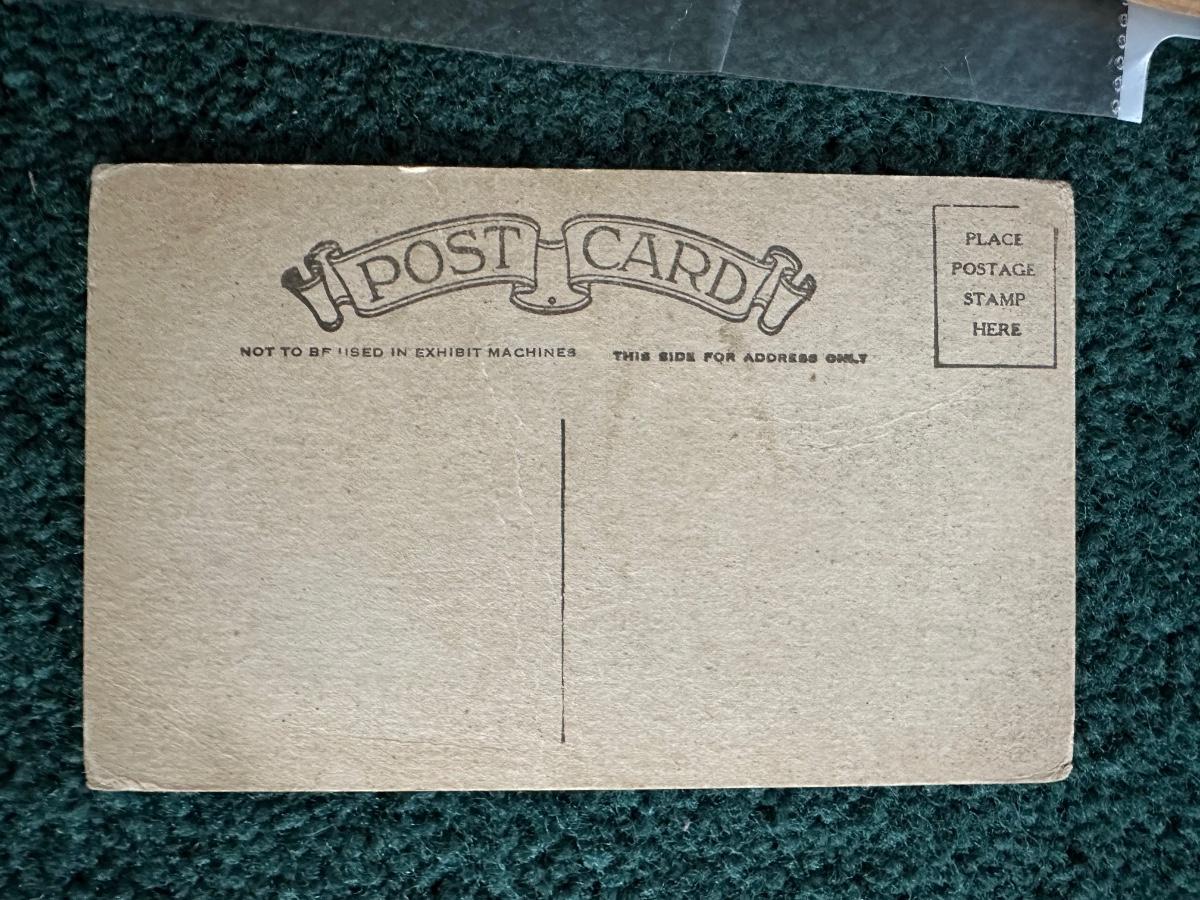 POST CARD
PLACE
POSTAGE
STAMP
HERE
NOT TO BE USED IN EXHIBIT MACHINES
THIS SIDE FOR ADDRESS ONLY